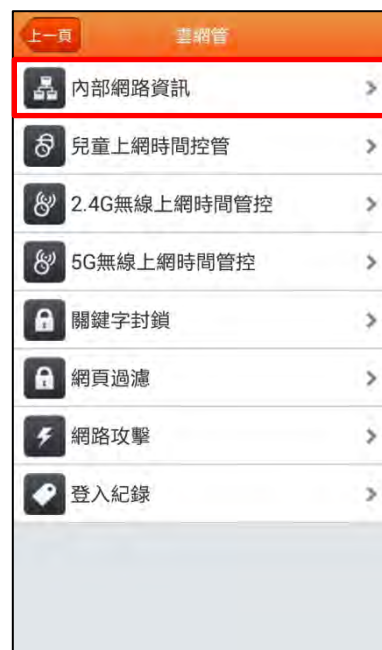 上一頁
雲網管
內部網路資訊
兒童上網時間控管
2.4G無線上網時間管控
5G無線上網時間管控
關鍵字封鎖
網頁過濾
網路攻擊
登入紀錄